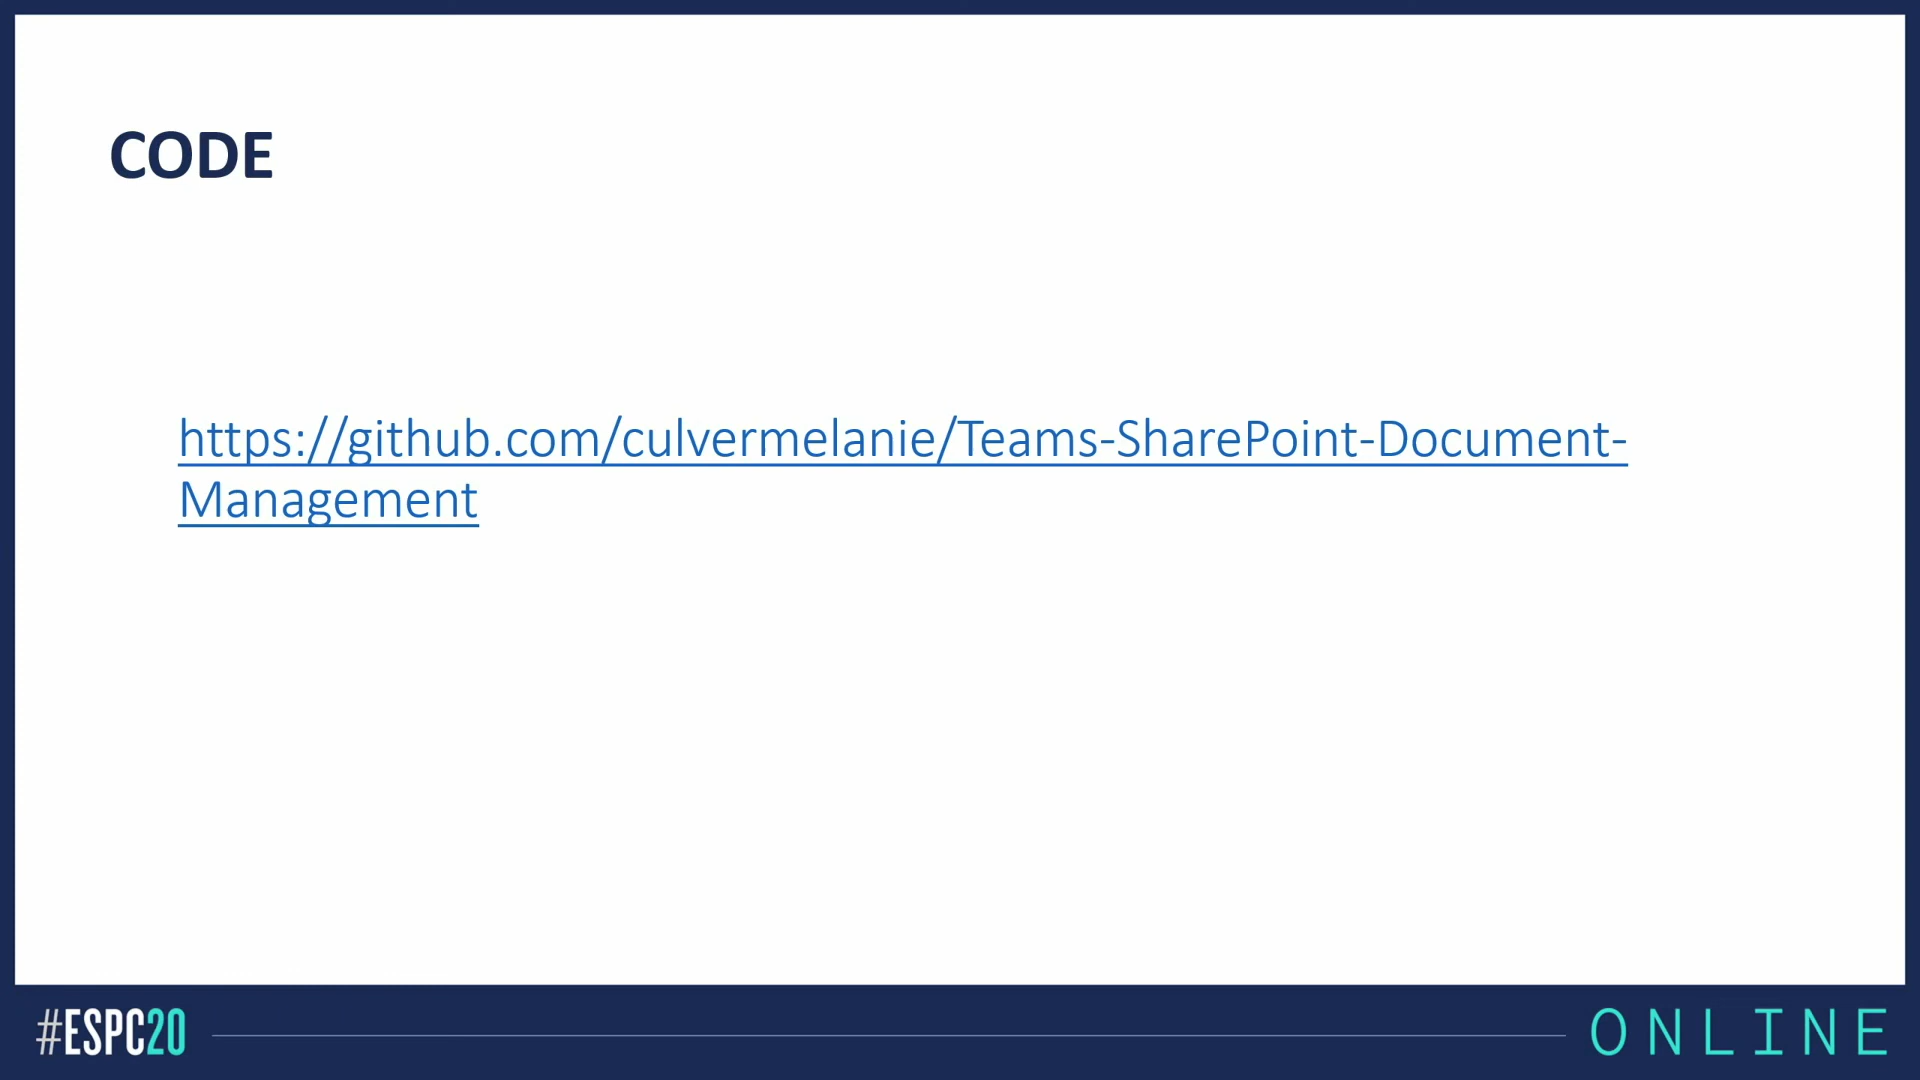 CODE
https://github.com/culvermelanie/Teams-SharePoint-Document-
Management
#ESPC20
ONLINE